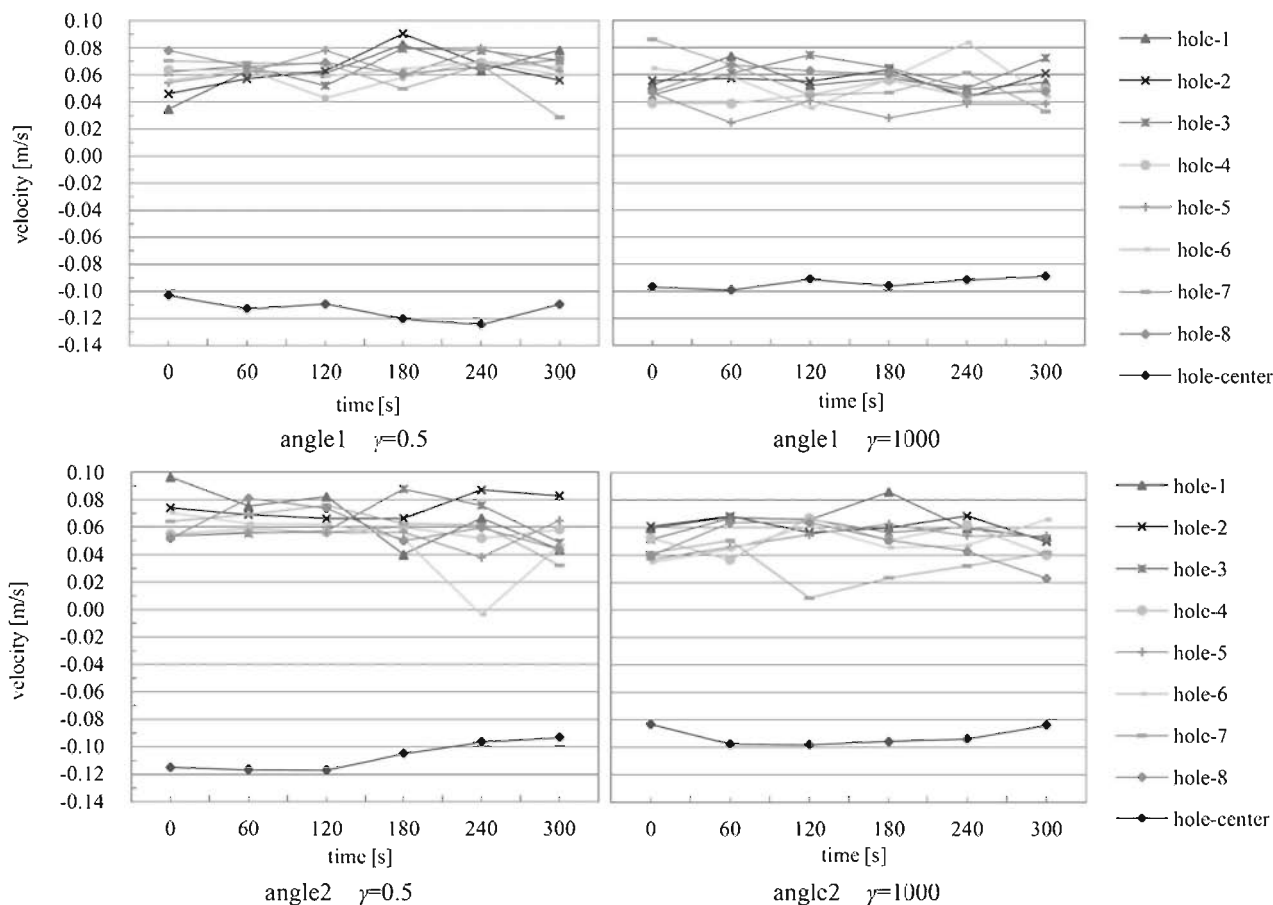 0.10
0.08
0.06
0.04
0.02
0.00
-0.02
-0.04
-0.06
-0.08
-0.10
-0.12
-0.14
velocity [m/s]
0 60 120 180 240 300
time [s]
angle1 γ=0.5
0 60 120 180 240 300
time [s]
angle1 γ=1000
hole-1
hole-2
hole-3
hole-4
hole-5
hole-6
hole-7
hole-8
hole-center
0.10
0.08
0.06
0.04
0.02
0.00
-0.02
-0.04
-0.06
-0.08
-0.10
-0.12
-0.14
velocity [m/s]
0 60 120 180 240 300
time [s]
angle2 γ=0.5
0 60 120 180 240 300
time [s]
angle2 γ=1000
hole-1
hole-2
hole-3
hole-4
hole-5
hole-6
hole-7
hole-8
hole-center